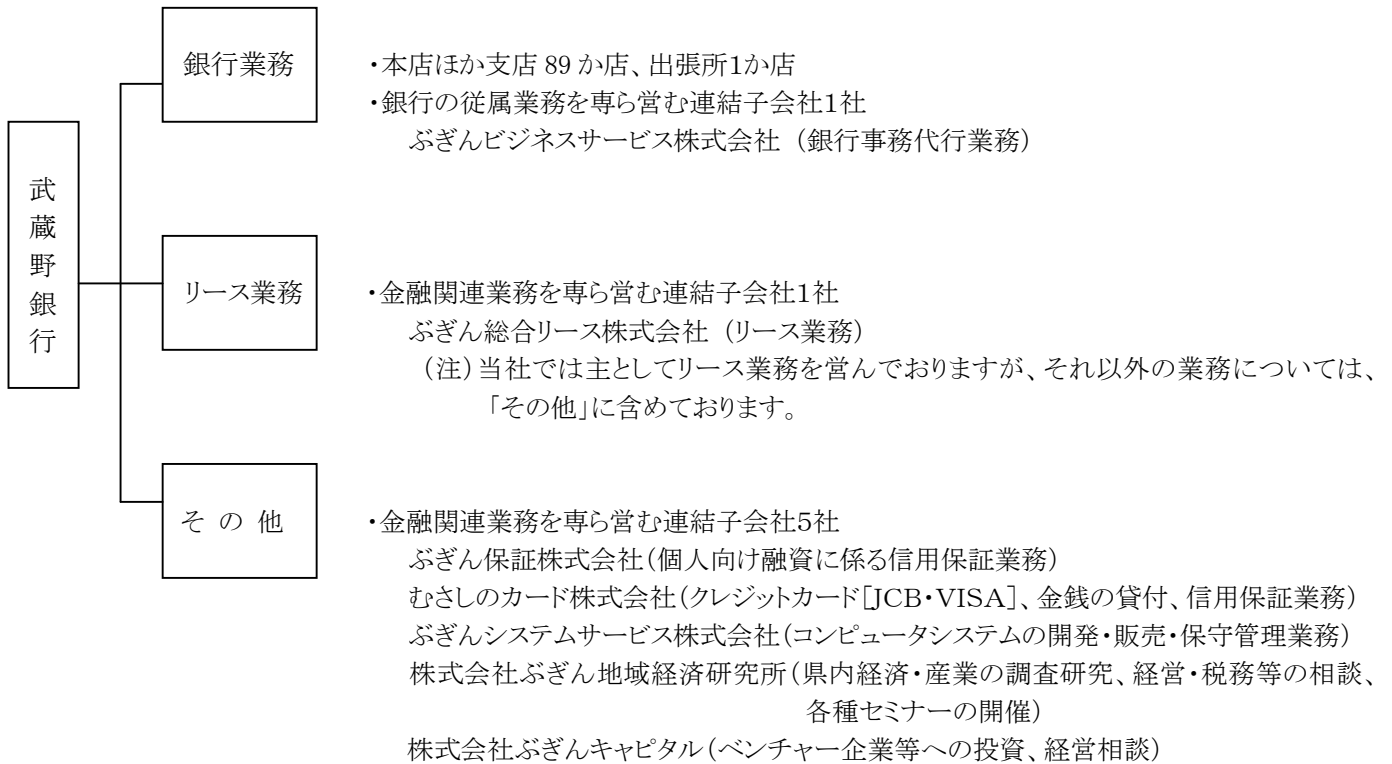 武蔵野銀行
銀行業務
・本店ほか支店 89 か店、出張所1か店
・銀行の従属業務を専ら営む連結子会社1社
ぶぎんビジネスサービス株式会社 (銀行事務代行業務)
リース業務
・金融関連業務を専ら営む連結子会社1社
ぶぎん総合リース株式会社 (リース業務)
(注)当社では主としてリース業務を営んでおりますが、それ以外の業務については、
「その他」に含めております。
そ の 他
・金融関連業務を専ら営む連結子会社5社
ぶぎん保証株式会社(個人向け融資に係る信用保証業務)
むさしのカード株式会社(クレジットカード[JCB・VISA]、金銭の貸付、信用保証業務)
ぶぎんシステムサービス株式会社(コンピュータシステムの開発・販売・保守管理業務)
株式会社ぶぎん地域経済研究所(県内経済・産業の調査研究、経営・税務等の相談、
各種セミナーの開催)
株式会社ぶぎんキャピタル(ベンチャー企業等への投資、経営相談)